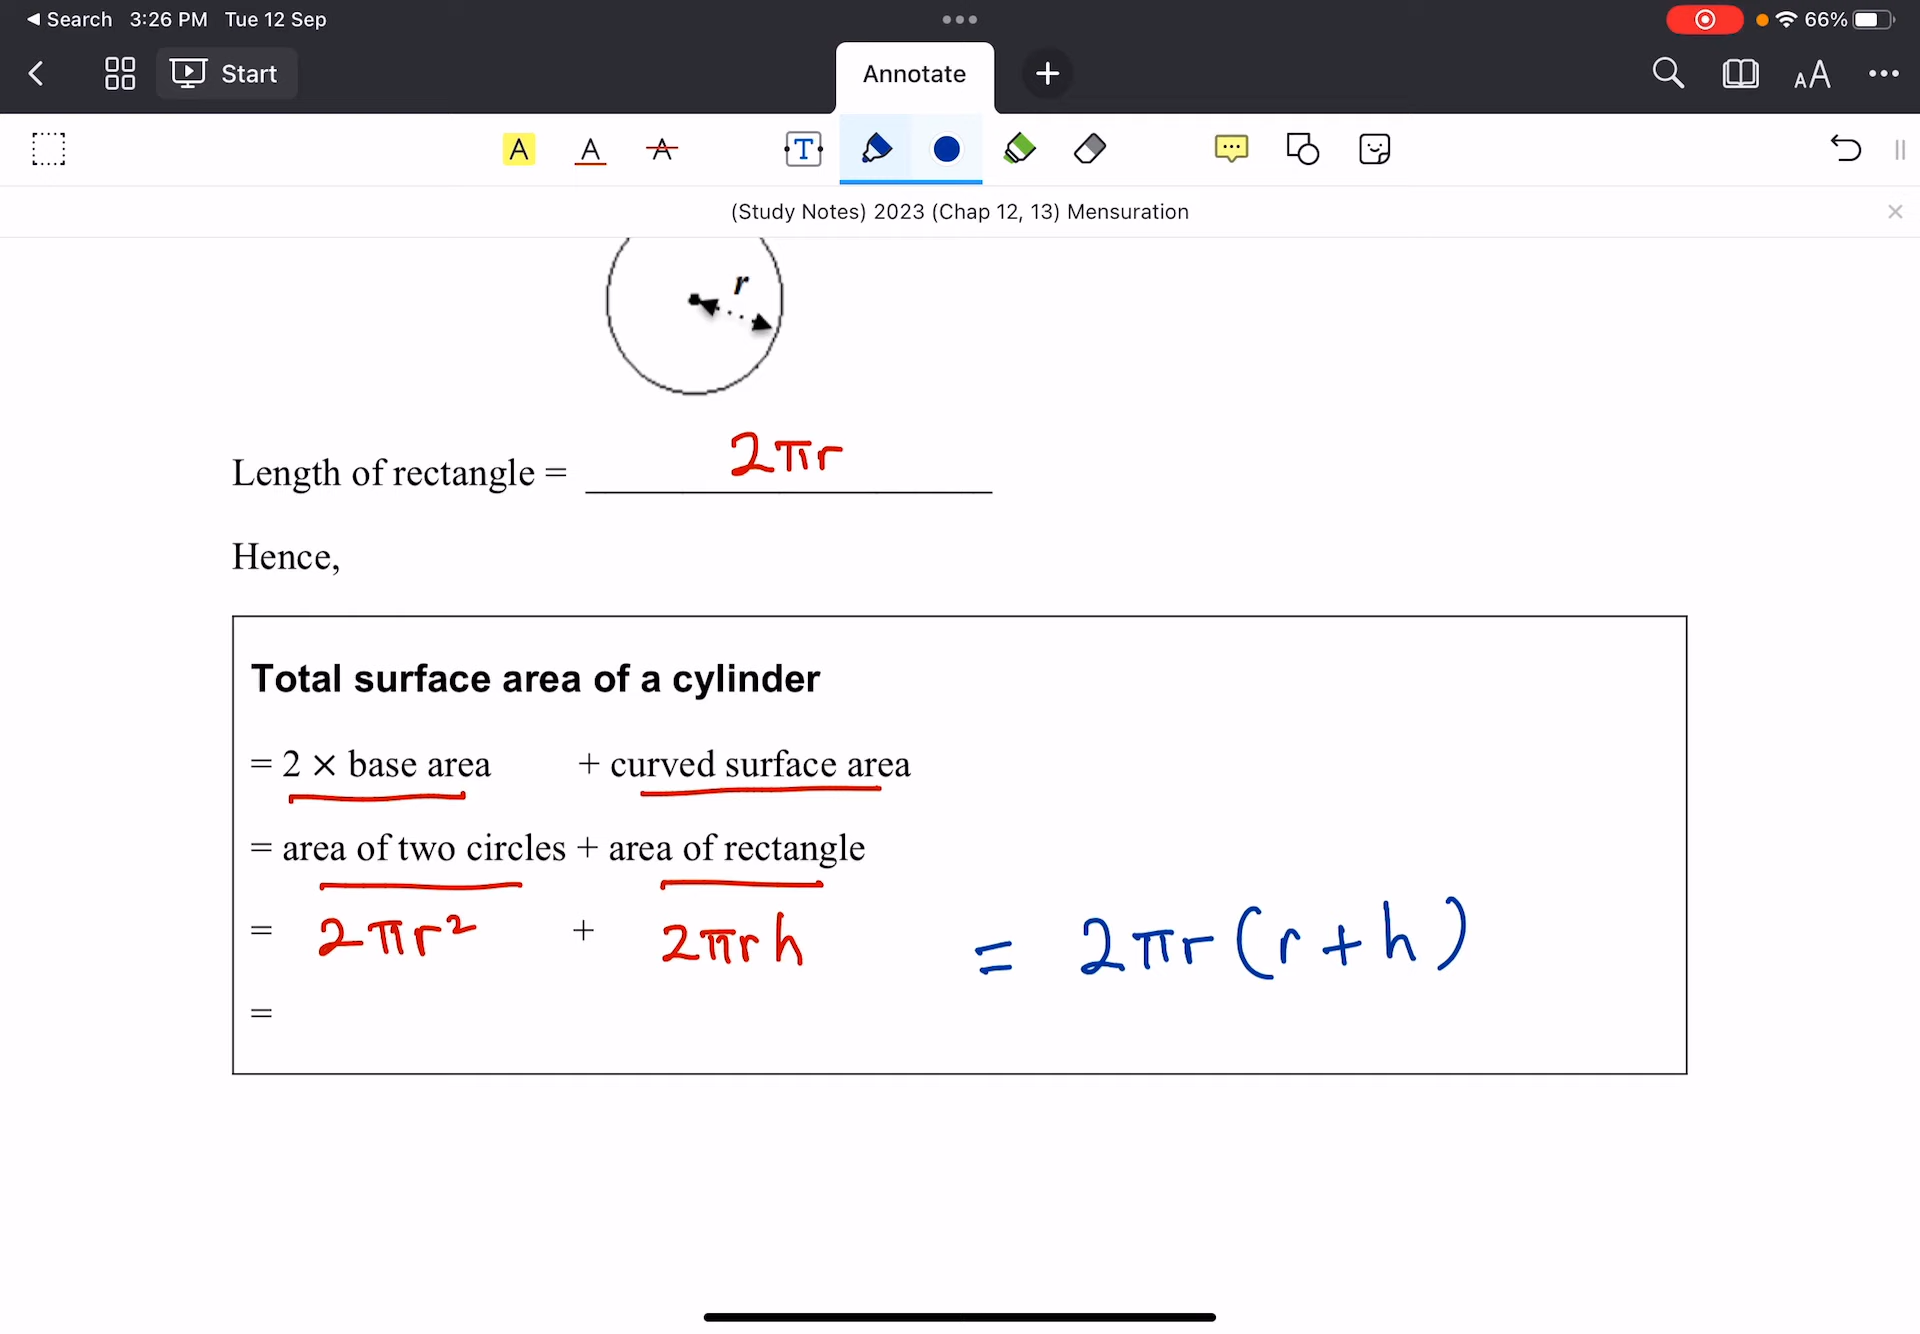 ◀ Search 3:26 PM Tue 12 Sep 66%
Start Annotate + AA
A A A T
(Study Notes) 2023 (Chap 12, 13) Mensuration
r
Length of rectangle = 2πr
Hence,
Total surface area of a cylinder
= 2 × base area + curved surface area
= area of two circles + area of rectangle
= 2πr² + 2πrh = 2πr(r+h)
=